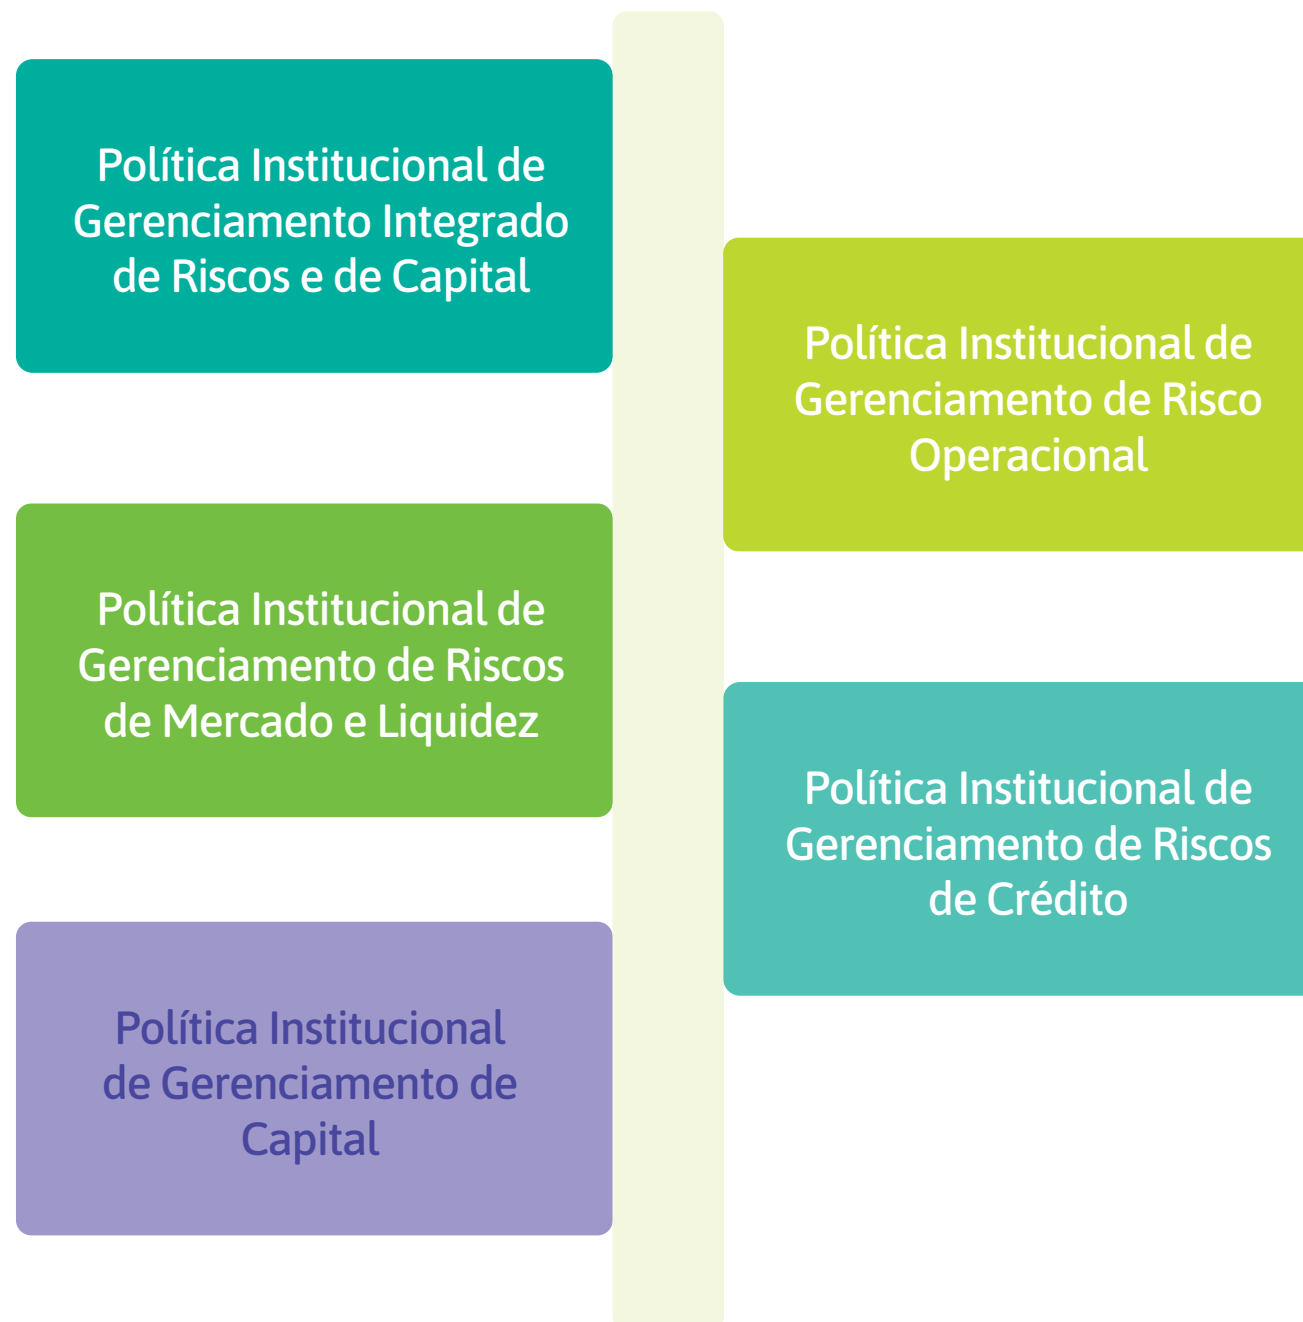 Política Institucional de
Gerenciamento Integrado
de Riscos e de Capital
Política Institucional de
Gerenciamento de Risco
Operacional
Política Institucional de
Gerenciamento de Riscos
de Mercado e Liquidez
Política Institucional de
Gerenciamento de Riscos
de Crédito
Política Institucional
de Gerenciamento de
Capital